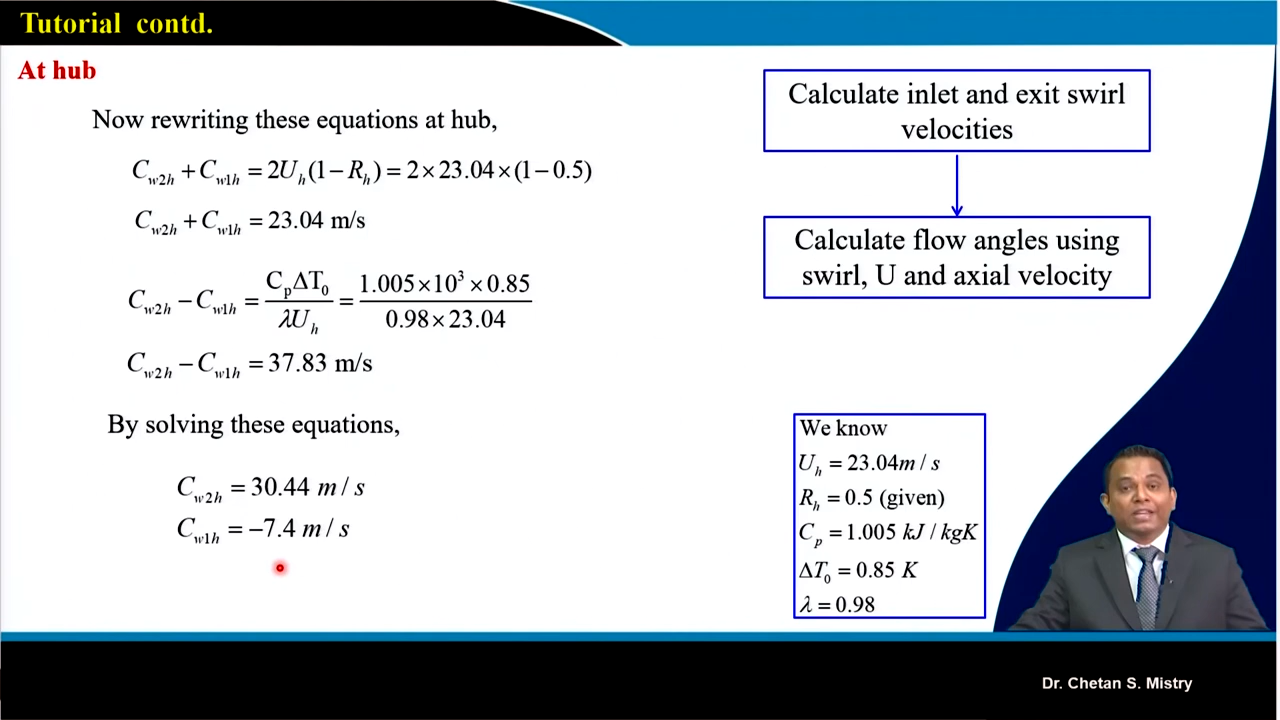 Tutorial contd.
At hub
Now rewriting these equations at hub,
C_w2h + C_w1h = 2U_h(1 − R_h) = 2 × 23.04 × (1 − 0.5)
C_w2h + C_w1h = 23.04 m/s
C_w2h − C_w1h = C_pΔT_0 / λU_h = 1.005×10³ × 0.85 / 0.98 × 23.04
C_w2h − C_w1h = 37.83 m/s
By solving these equations,
C_w2h = 30.44 m / s
C_w1h = −7.4 m / s
Calculate inlet and exit swirl
velocities
Calculate flow angles using
swirl, U and axial velocity
We know
U_h = 23.04m / s
R_h = 0.5 (given)
C_p = 1.005 kJ / kgK
ΔT_0 = 0.85 K
λ = 0.98
Dr. Chetan S. Mistry